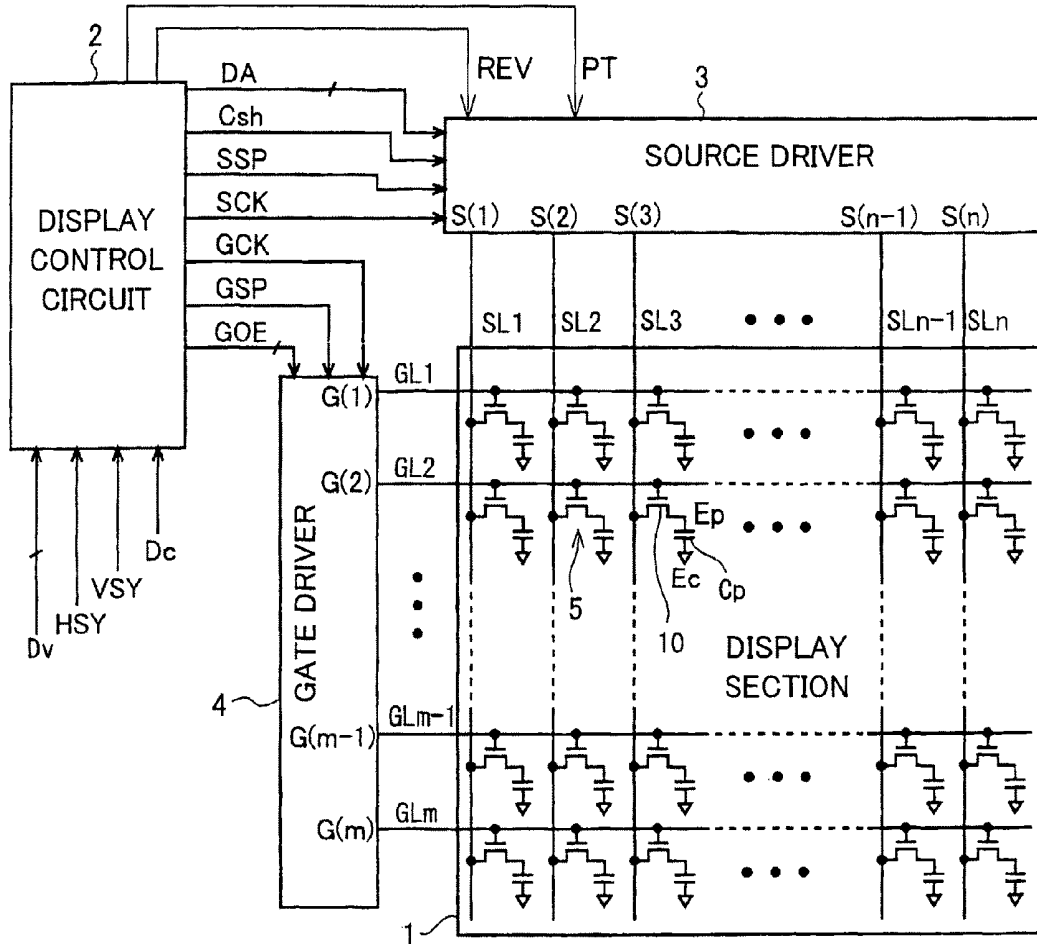 2
REV
PT
3
DA
Csh
SSP
SCK
GCK
GSP
GOE
DISPLAY
CONTROL
CIRCUIT
SOURCE DRIVER
S(1) S(2) S(3) S(n-1) S(n)
SL1 SL2 SL3 SLn-1 SLn
Dv
HSY
VSY
Dc
GATE DRIVER
4
G(1) GL1
G(2) GL2
Ep
Ec
Cp
5
10
DISPLAY
SECTION
G(m-1) GLm-1
G(m) GLm
1